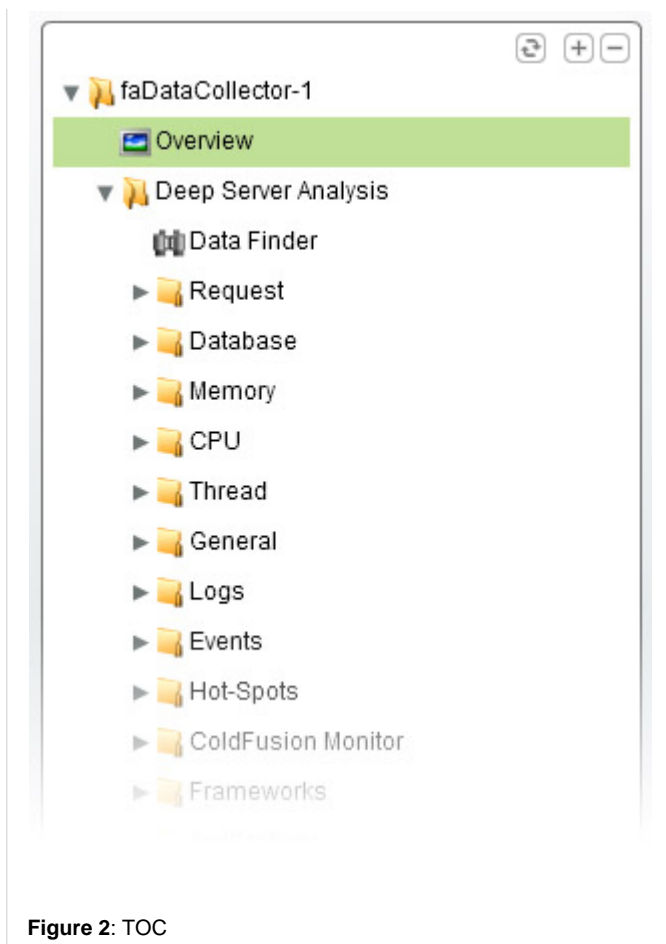 faDataCollector-1
Overview
Deep Server Analysis
Data Finder
Request
Database
Memory
CPU
Thread
General
Logs
Events
Hot-Spots
ColdFusion Monitor
Frameworks
Figure 2: TOC